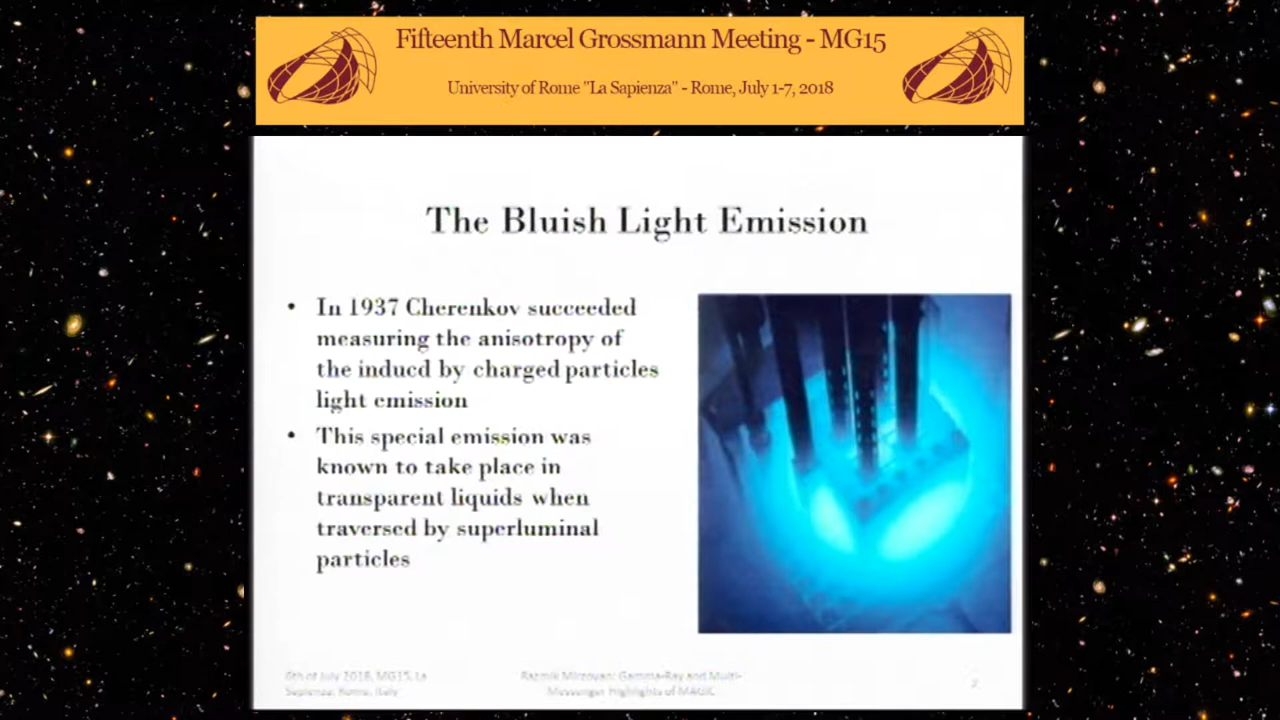 Fifteenth Marcel Grossmann Meeting - MG15
University of Rome "La Sapienza" - Rome, July 1-7, 2018
The Bluish Light Emission
• In 1937 Cherenkov succeeded
measuring the anisotropy of
the inducd by charged particles
light emission
• This special emission was
known to take place in
transparent liquids when
traversed by superluminal
particles
6th of July 2018, MG15, La
Sapienza, Rome, Italy
Razmik Mirzoyan: Gamma-Ray and Multi-
Messenger Highlights of MAGIC
2